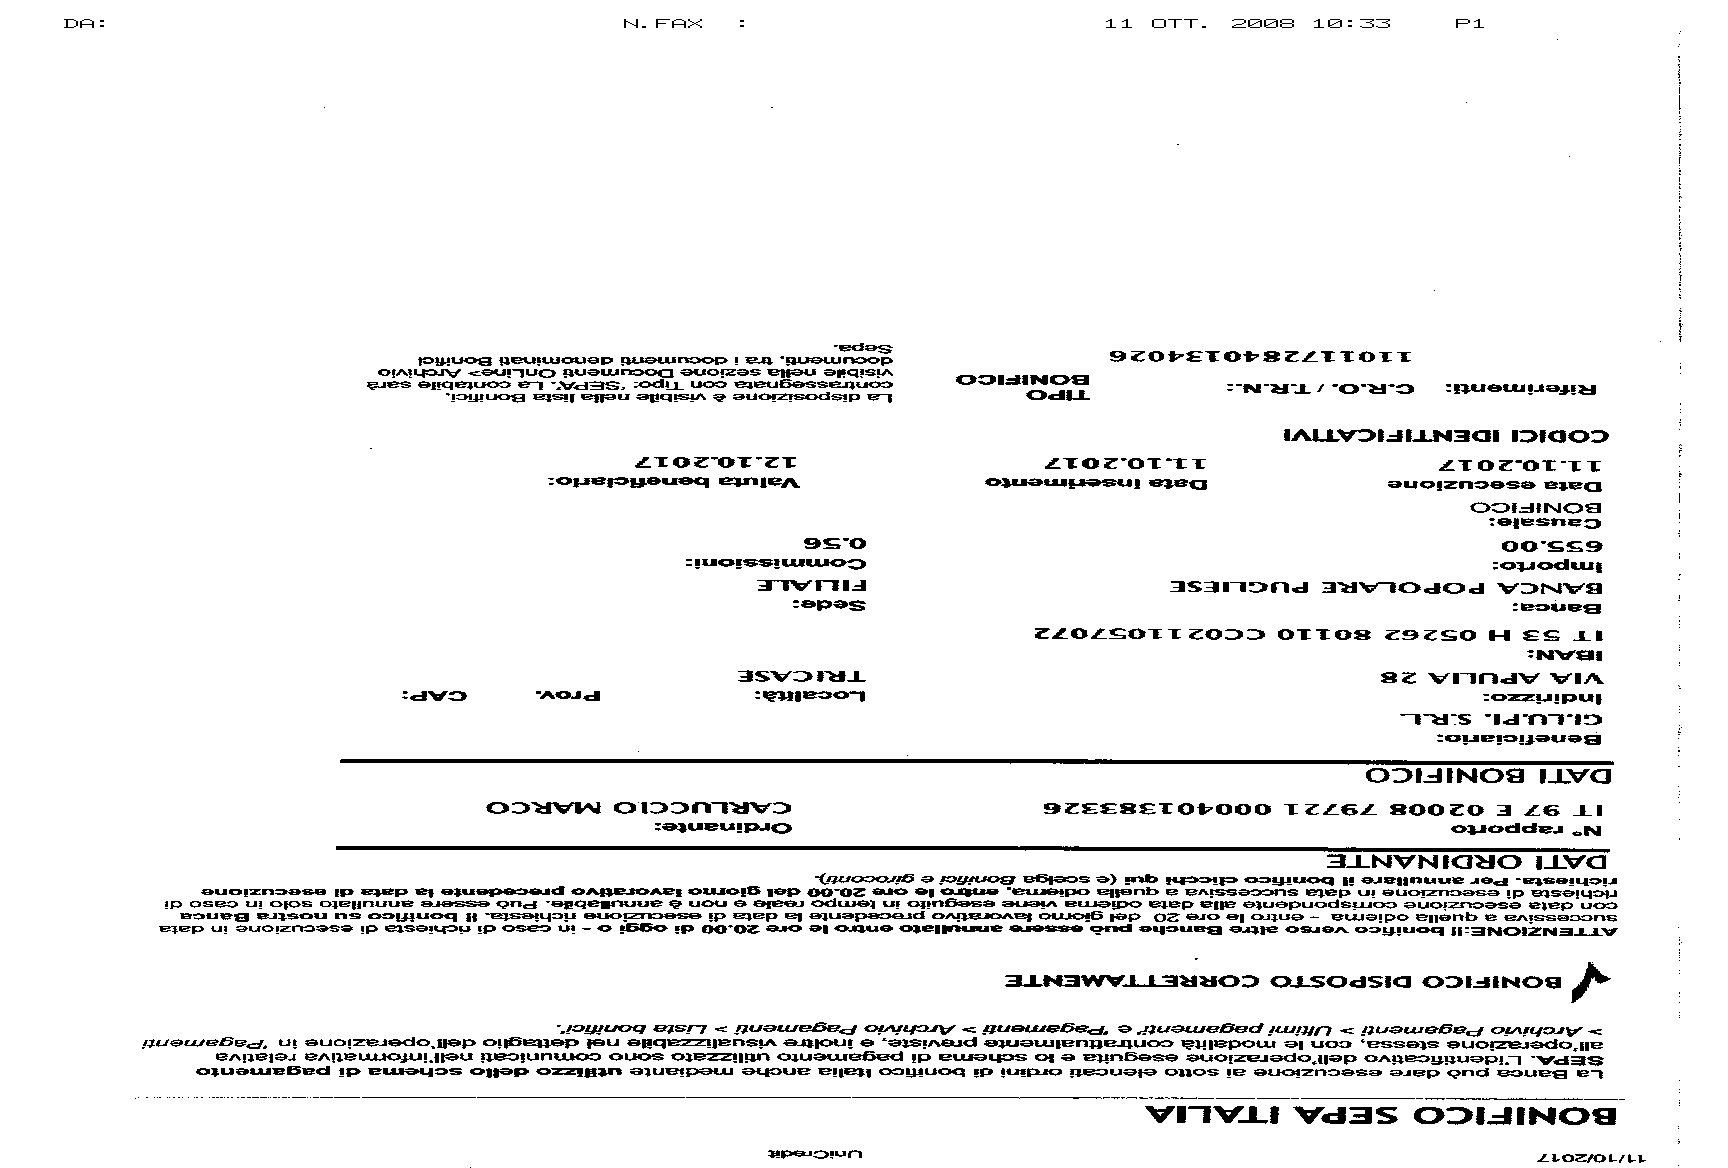 DA: N.FAX : 11 OTT. 2008 10:33 P1
11/10/2017 UniCredit
BONIFICO SEPA ITALIA
La Banca può dare esecuzione ai sotto elencati ordini di bonifico Italia anche mediante utilizzo dello schema di pagamento
SEPA. L'identificativo dell'operazione eseguita e lo schema di pagamento utilizzato sono comunicati nell'informativa relativa
all'operazione stessa, con le modalità contrattualmente previste, e inoltre visualizzabile nel dettaglio dell'operazione in 'Pagamenti
> Archivio Pagamenti > Ultimi pagamenti' e 'Pagamenti > Archivio Pagamenti > Lista bonifici'.
BONIFICO DISPOSTO CORRETTAMENTE
ATTENZIONE:Il bonifico verso altre Banche può essere annullato entro le ore 20.00 di oggi o - in caso di richiesta di esecuzione in data
successiva a quella odierna - entro le ore 20 del giorno lavorativo precedente la data di esecuzione richiesta. Il bonifico su nostra Banca
con data esecuzione corrispondente alla data odierna viene eseguito in tempo reale e non è annullabile. Può essere annullato solo in caso di
richiesta di esecuzione in data successiva a quella odierna, entro le ore 20.00 del giorno lavorativo precedente la data di esecuzione
richiesta. Per annullare il bonifico clicchi qui (e scelga Bonifici e giroconti).
DATI ORDINANTE
N° rapporto Ordinante:
IT 97 E 02008 79721 000401383326 CARLUCCIO MARCO
DATI BONIFICO
Beneficiario:
GI.LU.PI. S.R.L.
Indirizzo: Località: Prov. CAP:
VIA APULIA 28 TRICASE
IBAN:
IT 53 H 05262 80110 CC0211057072
Banca: Sede:
BANCA POPOLARE PUGLIESE FILIALE
Importo: Commissioni:
655.00 0.56
Causale:
BONIFICO
Data esecuzione Data inserimento Valuta beneficiario:
11.10.2017 11.10.2017 12.10.2017
CODICI IDENTIFICATIVI
Riferimenti: C.R.O. / T.R.N.: TIPO BONIFICO
1101172840134026
La disposizione è visibile nella lista Bonifici,
contrassegnata con Tipo: 'SEPA'. La contabile sarà
visibile nella sezione Documenti OnLine> Archivio
documenti, tra i documenti denominati Bonifici
Sepa.